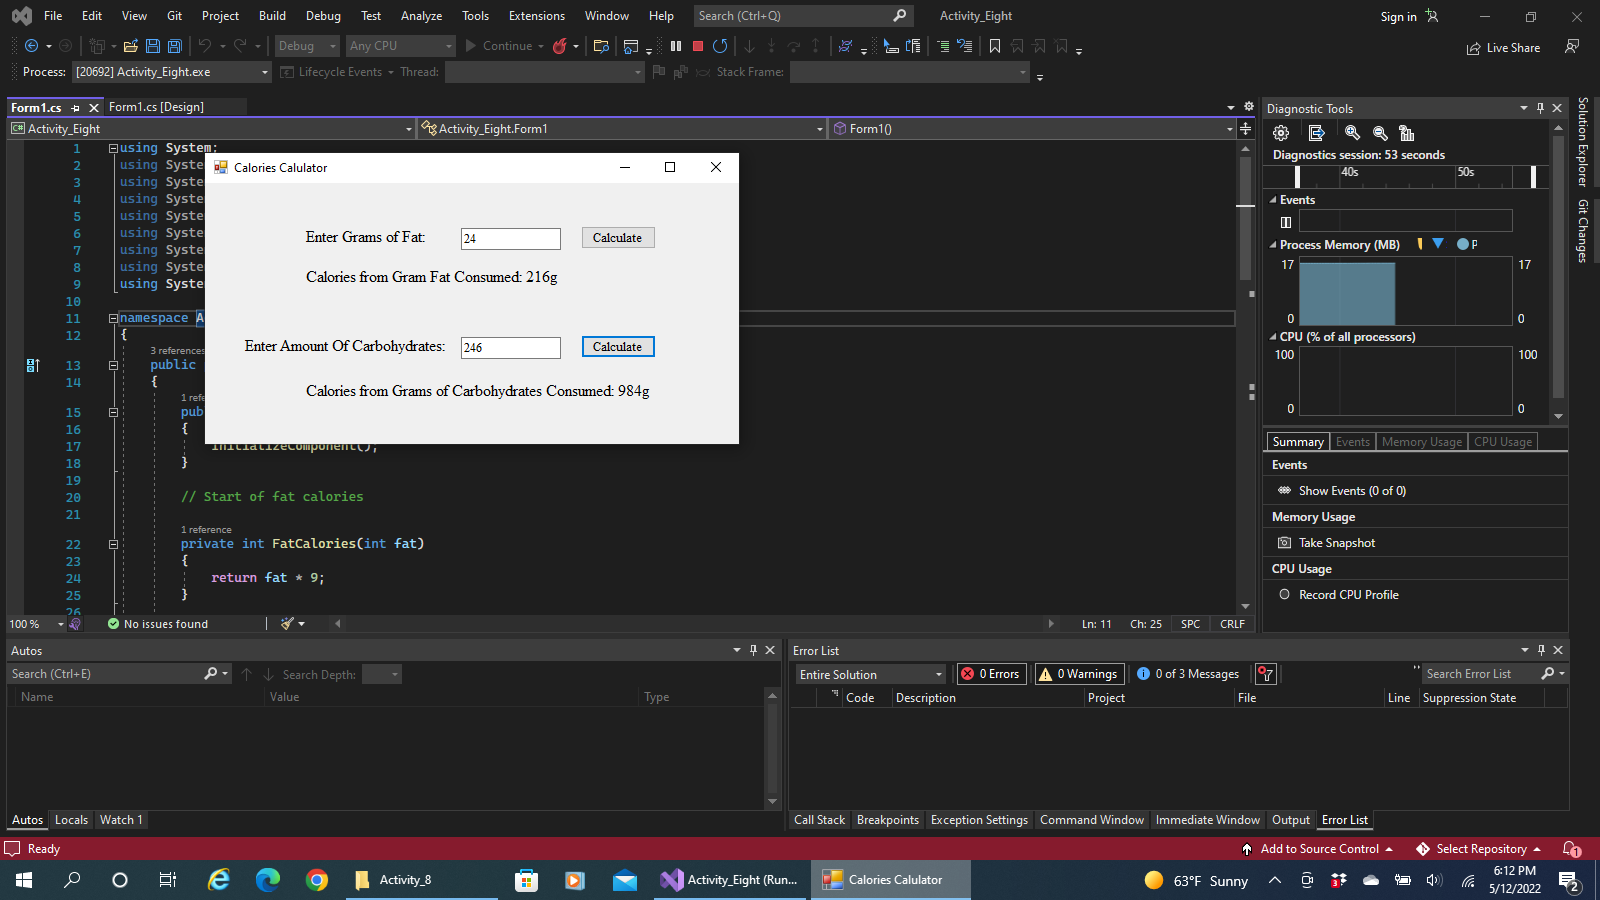 File Edit View Git Project Build Debug Test Analyze Tools Extensions Window Help Search (Ctrl+Q) Activity_Eight Sign in
Debug Any CPU Continue Live Share
Process: [20692] Activity_Eight.exe Lifecycle Events Thread: Stack Frame:
Form1.cs Form1.cs [Design]
Activity_Eight Activity_Eight.Form1 Form1()
1 using System;
2 using Syste
3 using Syste
4 using Syste
5 using Syste
6 using Syste
7 using Syste
8 using Syste
9 using Syste
10
11 namespace A
12 {
3 references
13 public
14 {
1 refe
15 pub
16 {
17 InitializeComponent();
18 }
19
20 // Start of fat calories
21
1 reference
22 private int FatCalories(int fat)
23 {
24 return fat * 9;
25 }
26
Calories Calulator
Enter Grams of Fat: 24 Calculate
Calories from Gram Fat Consumed: 216g
Enter Amount Of Carbohydrates: 246 Calculate
Calories from Grams of Carbohydrates Consumed: 984g
100 % No issues found Ln: 11 Ch: 25 SPC CRLF
Diagnostic Tools
Diagnostics session: 53 seconds
40s 50s
Events
Process Memory (MB) P
17 17
0 0
CPU (% of all processors)
100 100
0 0
Summary Events Memory Usage CPU Usage
Events
Show Events (0 of 0)
Memory Usage
Take Snapshot
CPU Usage
Record CPU Profile
Solution Explorer
Git Changes
Autos
Search (Ctrl+E) Search Depth:
Name Value Type
Autos Locals Watch 1
Error List
Entire Solution 0 Errors 0 Warnings 0 of 3 Messages Search Error List
Code Description Project File Line Suppression State
Call Stack Breakpoints Exception Settings Command Window Immediate Window Output Error List
Ready Add to Source Control Select Repository 1
Activity_8 Activity_Eight (Run... Calories Calulator 63°F Sunny 3 6:12 PM
5/12/2022 2